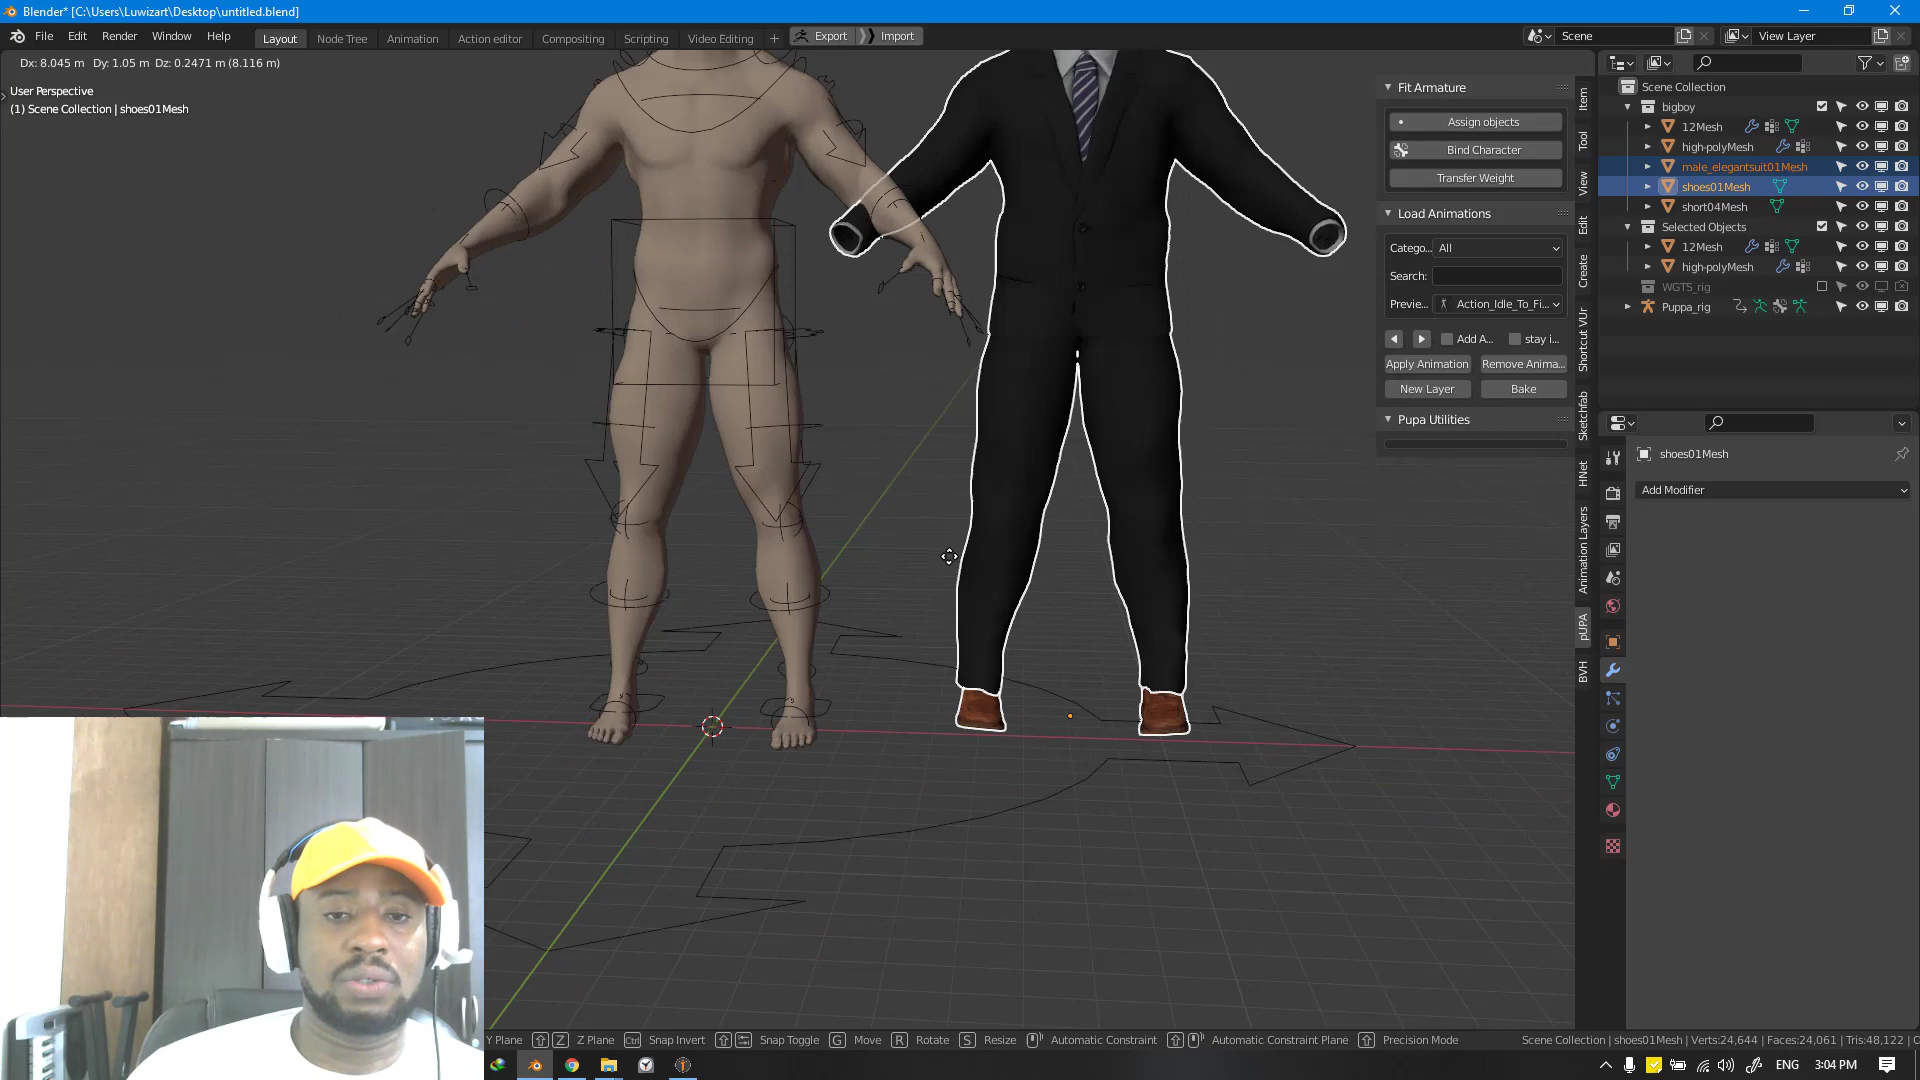 Blender* [C:\Users\Luwizart\Desktop\untitled.blend]
File Edit Render Window Help
Layout Node Tree Animation Action editor Compositing Scripting Video Editing +
Export Import
Scene
View Layer
Dx: 8.045 m Dy: 1.05 m Dz: 0.2471 m (8.116 m)
User Perspective
(1) Scene Collection | shoes01Mesh
Fit Armature
Assign objects
Bind Character
Transfer Weight
Load Animations
Catego... All
Search:
Previe... Action_Idle_To_Fi...
Add A... stay i...
Apply Animation Remove Anima...
New Layer Bake
Pupa Utilities
Item
Tool
View
Edit
Create
Shortcut VUr
Sketchfab
HNet
Animation Layers
pUPA
BVH
Scene Collection
bigboy
12Mesh
high-polyMesh
male_elegantsuit01Mesh
shoes01Mesh
short04Mesh
Selected Objects
12Mesh
high-polyMesh
WGTS_rig
Puppa_rig
shoes01Mesh
Add Modifier
Y Plane Z Plane Ctrl Snap Invert Snap Toggle G Move R Rotate S Resize Automatic Constraint Automatic Constraint Plane Precision Mode
Scene Collection | shoes01Mesh | Verts:24,644 | Faces:24,061 | Tris:48,122 | O
ENG 3:04 PM